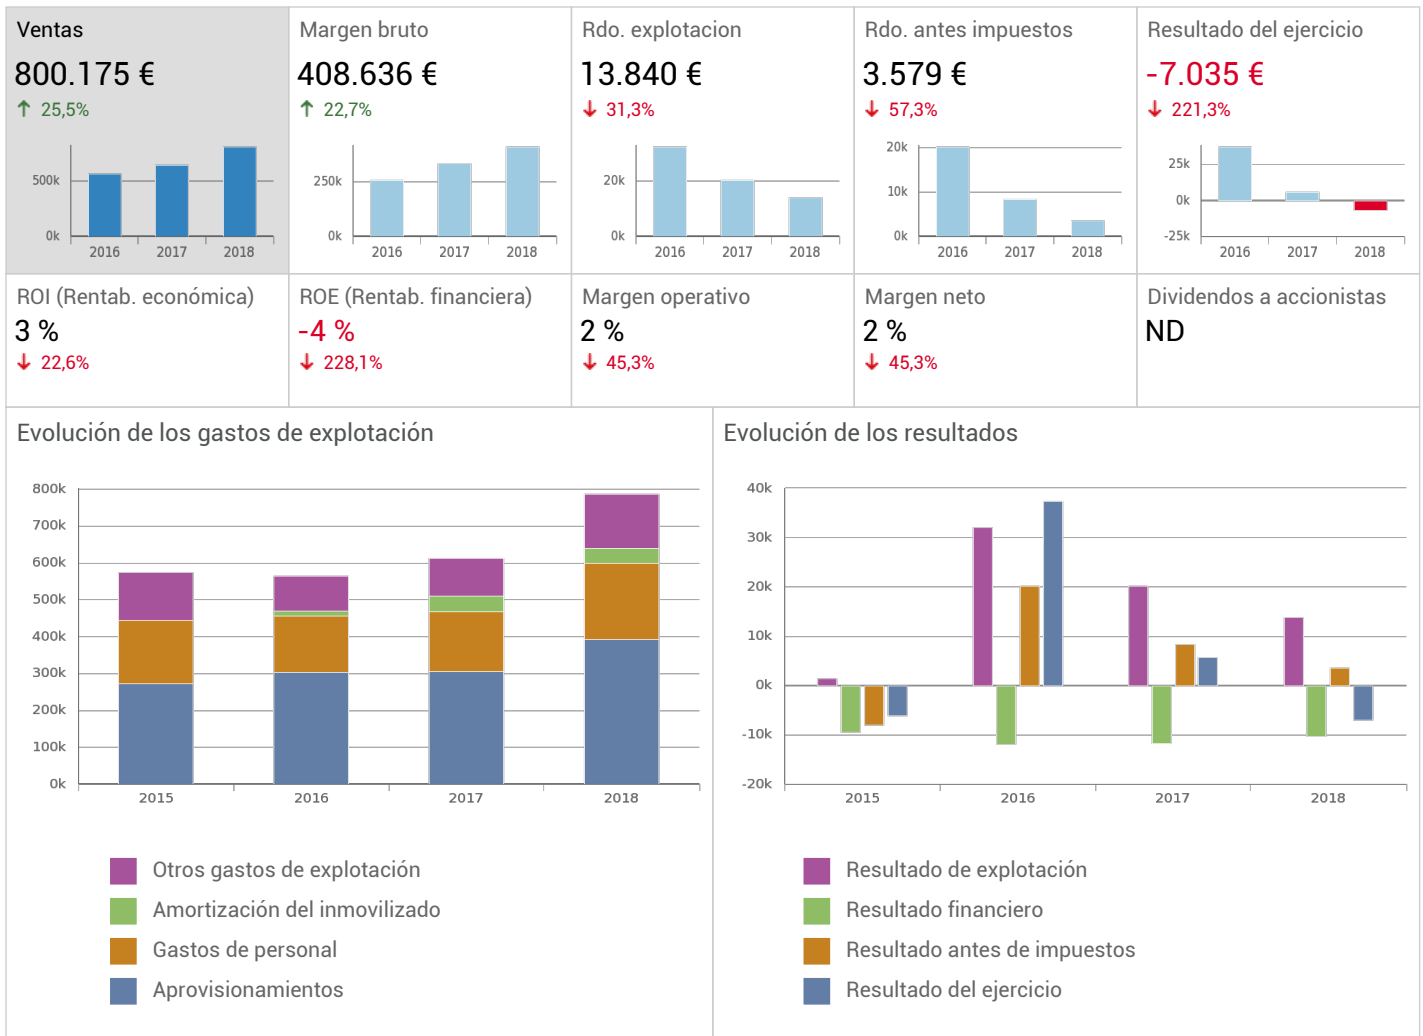 Ventas
800.175 €
↑ 25,5%
500k
0k
2016 2017 2018
Margen bruto
408.636 €
↑ 22,7%
250k
0k
2016 2017 2018
Rdo. explotacion
13.840 €
↓ 31,3%
20k
0k
2016 2017 2018
Rdo. antes impuestos
3.579 €
↓ 57,3%
20k
10k
0k
2016 2017 2018
Resultado del ejercicio
-7.035 €
↓ 221,3%
25k
0k
-25k
2016 2017 2018
ROI (Rentab. económica)
3 %
↓ 22,6%
ROE (Rentab. financiera)
-4 %
↓ 228,1%
Margen operativo
2 %
↓ 45,3%
Margen neto
2 %
↓ 45,3%
Dividendos a accionistas
ND
Evolución de los gastos de explotación
800k
700k
600k
500k
400k
300k
200k
100k
0k
2015 2016 2017 2018
Otros gastos de explotación
Amortización del inmovilizado
Gastos de personal
Aprovisionamientos
Evolución de los resultados
40k
30k
20k
10k
0k
-10k
-20k
2015 2016 2017 2018
Resultado de explotación
Resultado financiero
Resultado antes de impuestos
Resultado del ejercicio